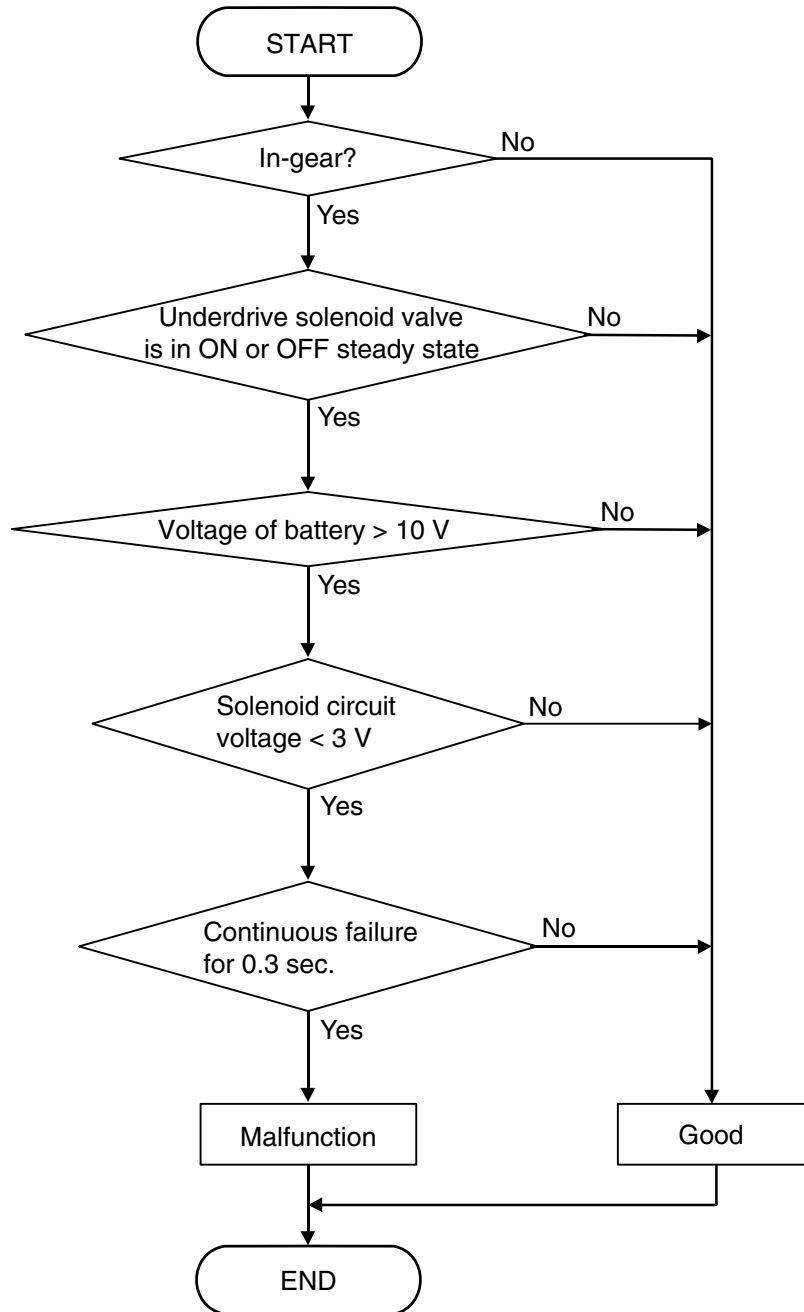 START
In-gear?
No
Yes
Underdrive solenoid valve
is in ON or OFF steady state
No
Yes
Voltage of battery > 10 V
No
Yes
Solenoid circuit
voltage < 3 V
No
Yes
Continuous failure
for 0.3 sec.
No
Yes
Malfunction
Good
END